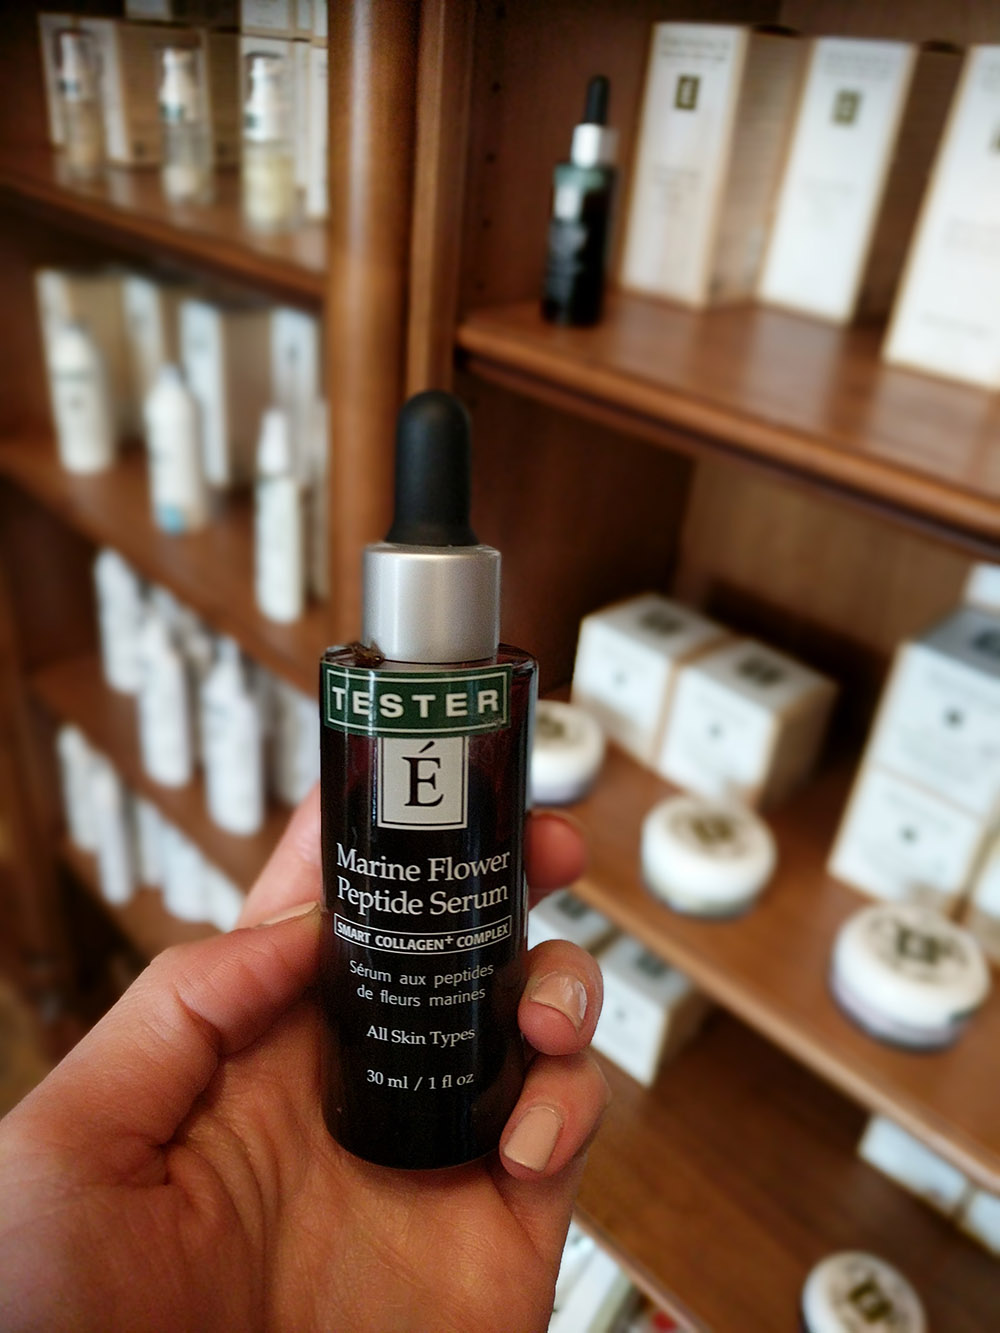 TESTER
É
Marine Flower
Peptide Serum
SMART COLLAGEN+ COMPLEX
Sérum aux peptides
de fleurs marines
All Skin Types
30 ml / 1 fl oz